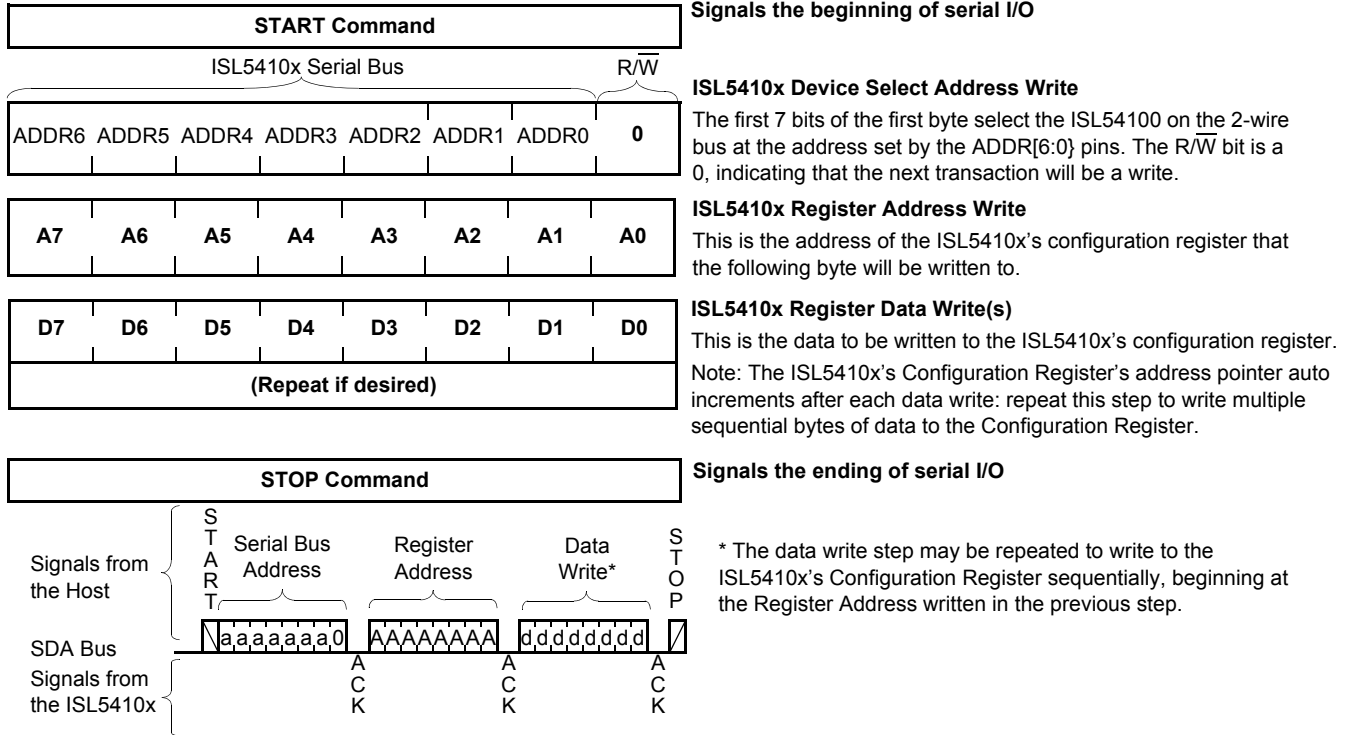 START Command
Signals the beginning of serial I/O
ISL5410x Serial Bus
R/W
ISL5410x Device Select Address Write
ADDR6 ADDR5 ADDR4 ADDR3 ADDR2 ADDR1 ADDR0 0
The first 7 bits of the first byte select the ISL54100 on the 2-wire
bus at the address set by the ADDR[6:0} pins. The R/W bit is a
0, indicating that the next transaction will be a write.
ISL5410x Register Address Write
A7 A6 A5 A4 A3 A2 A1 A0
This is the address of the ISL5410x's configuration register that
the following byte will be written to.
ISL5410x Register Data Write(s)
D7 D6 D5 D4 D3 D2 D1 D0
This is the data to be written to the ISL5410x's configuration register.
(Repeat if desired)
Note: The ISL5410x's Configuration Register's address pointer auto
increments after each data write: repeat this step to write multiple
sequential bytes of data to the Configuration Register.
STOP Command
Signals the ending of serial I/O
Signals from
the Host
START
Serial Bus
Address
Register
Address
Data
Write*
STOP
* The data write step may be repeated to write to the
ISL5410x's Configuration Register sequentially, beginning at
the Register Address written in the previous step.
SDA Bus
a a a a a a a 0 A A A A A A A A d d d d d d d d
Signals from
the ISL5410x
ACK
ACK
ACK